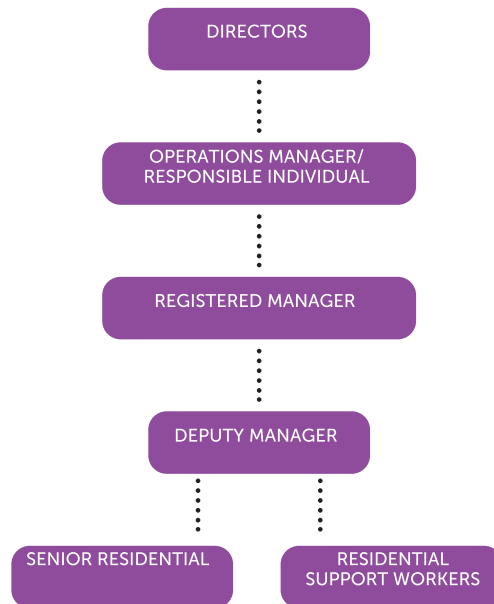 DIRECTORS
OPERATIONS MANAGER/
RESPONSIBLE INDIVIDUAL
REGISTERED MANAGER
DEPUTY MANAGER
SENIOR RESIDENTIAL
RESIDENTIAL
SUPPORT WORKERS